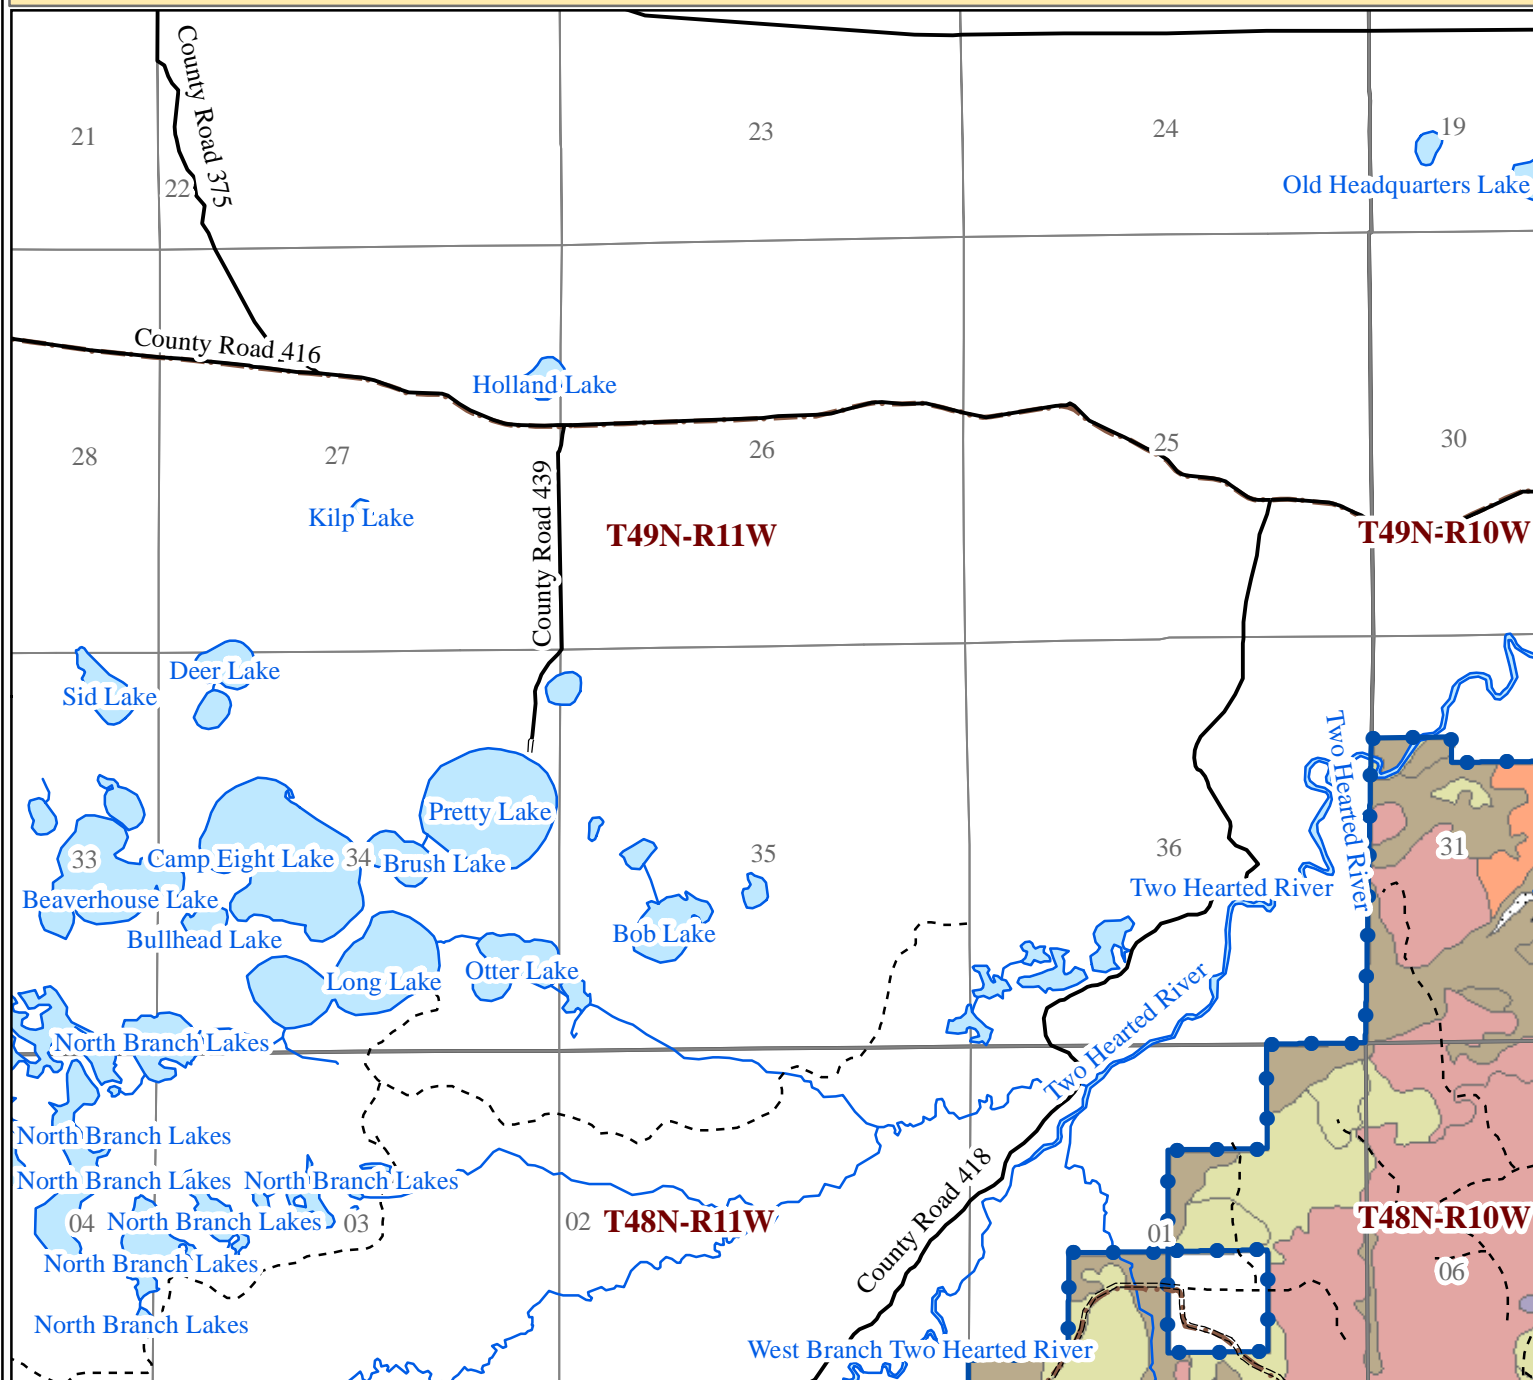 County Road 375
21
22
23
24
19
Old Headquarters Lake
County Road 416
Holland Lake
28
27
26
25
30
Kilp Lake
County Road 439
T49N-R11W
T49N-R10W
Sid Lake
Deer Lake
Two Hearted River
Pretty Lake
33
Camp Eight Lake
34
Brush Lake
35
36
31
Beaverhouse Lake
Two Hearted River
Bullhead Lake
Bob Lake
Long Lake
Otter Lake
North Branch Lakes
Two Hearted River
North Branch Lakes
County Road 418
North Branch Lakes
North Branch Lakes
04
North Branch Lakes
03
02
T48N-R11W
01
T48N-R10W
North Branch Lakes
06
North Branch Lakes
West Branch Two Hearted River